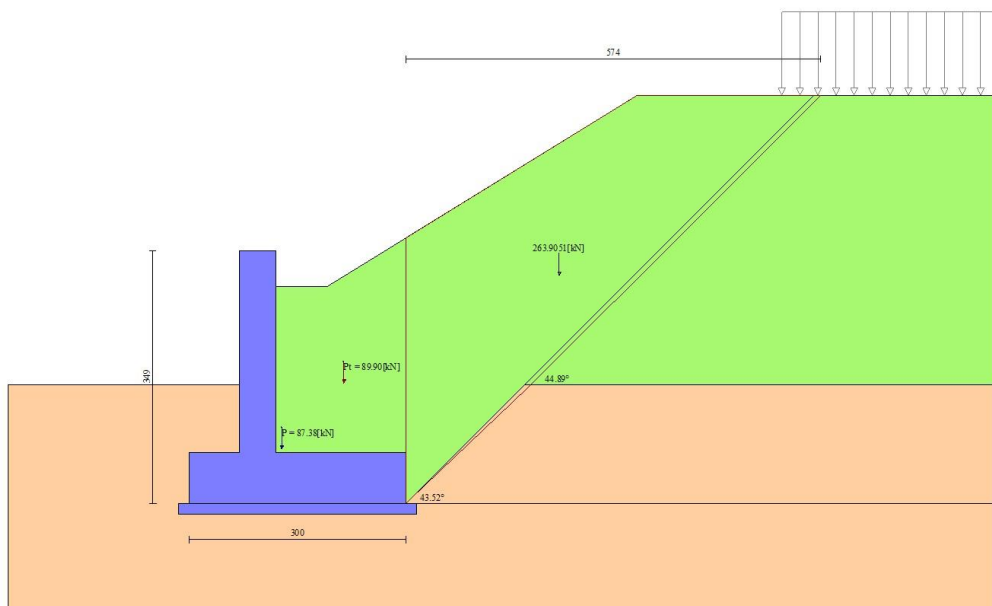 574
263.9051[kN]
349
Pt = 89.90[kN]
44.89°
P = 87.38[kN]
43.52°
300